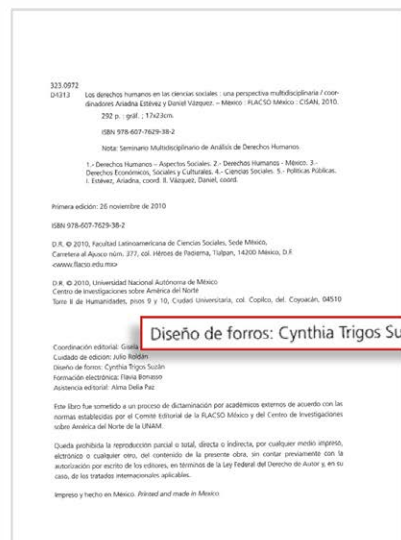 323.0972
D4313 Los derechos humanos en las ciencias sociales : una perspectiva multidisciplinaria / coor-
dinadores Ariadna Estévez y Daniel Vázquez. – México : FLACSO México : CISAN, 2010.
292 p. : gráf. ; 17x23cm.
ISBN 978-607-7629-38-2
Nota: Seminario Multidisciplinario de Análisis de Derechos Humanos.
1.- Derechos Humanos – Aspectos Sociales. 2.- Derechos Humanos - México. 3.-
Derechos Económicos, Sociales y Culturales. 4.- Ciencias Sociales. 5.- Políticas Públicas.
I. Estévez, Ariadna, coord. II. Vázquez, Daniel, coord.
Primera edición: 26 noviembre de 2010
ISBN 978-607-7629-38-2
D.R. © 2010, Facultad Latinoamericana de Ciencias Sociales, Sede México,
Carretera al Ajusco núm. 377, col. Héroes de Padierna, Tlalpan, 14200 México, D.F.
<www.flacso.edu.mx>
D.R. © 2010, Universidad Nacional Autónoma de México
Centro de Investigaciones sobre América del Norte
Torre II de Humanidades, pisos 9 y 10, Ciudad Universitaria, col. Copilco, del. Coyoacán, 04510
Diseño de forros: Cynthia Trigos Su
Coordinación editorial: Gisela
Cuidado de edición: Julio Roldán
Diseño de forros: Cynthia Trigos Suzán
Formación electrónica: Flavia Bonasso
Asistencia editorial: Alma Delia Paz
Este libro fue sometido a un proceso de dictaminación por académicos externos de acuerdo con las
normas establecidas por el Comité Editorial de la FLACSO México y del Centro de Investigaciones
sobre América del Norte de la UNAM.
Queda prohibida la reproducción parcial o total, directa o indirecta, por cualquier medio impreso,
elctrónico o cualquier otro, del contenido de la presente obra, sin contar previamente con la
autorización por escrito de los editores, en términos de la Ley Federal del Derecho de Autor y, en su
caso, de los tratados internacionales aplicables.
Impreso y hecho en México. Printed and made in Mexico.